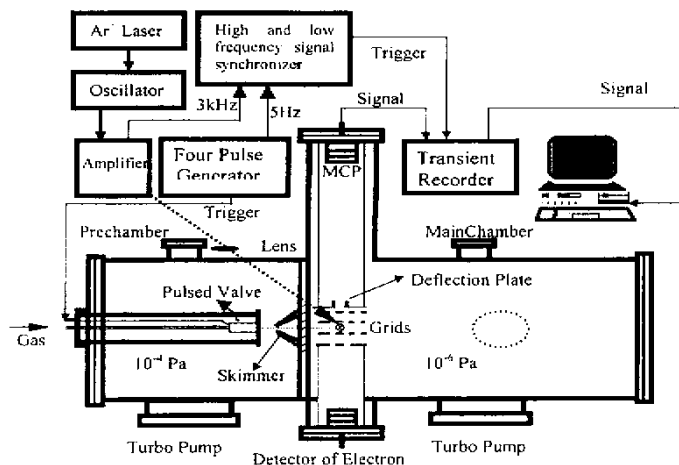 Ar+ Laser
High and low
frequency signal
synchronizer
Trigger
Oscillator
3kHz
5Hz
Signal
Signal
Amplifier
Four Pulse
Generator
MCP
Transient
Recorder
Trigger
Prechamber
Lens
MainChamber
Deflection Plate
Pulsed Valve
Grids
Gas
10-4 Pa
Skimmer
10-6 Pa
Turbo Pump
Detector of Electron
Turbo Pump